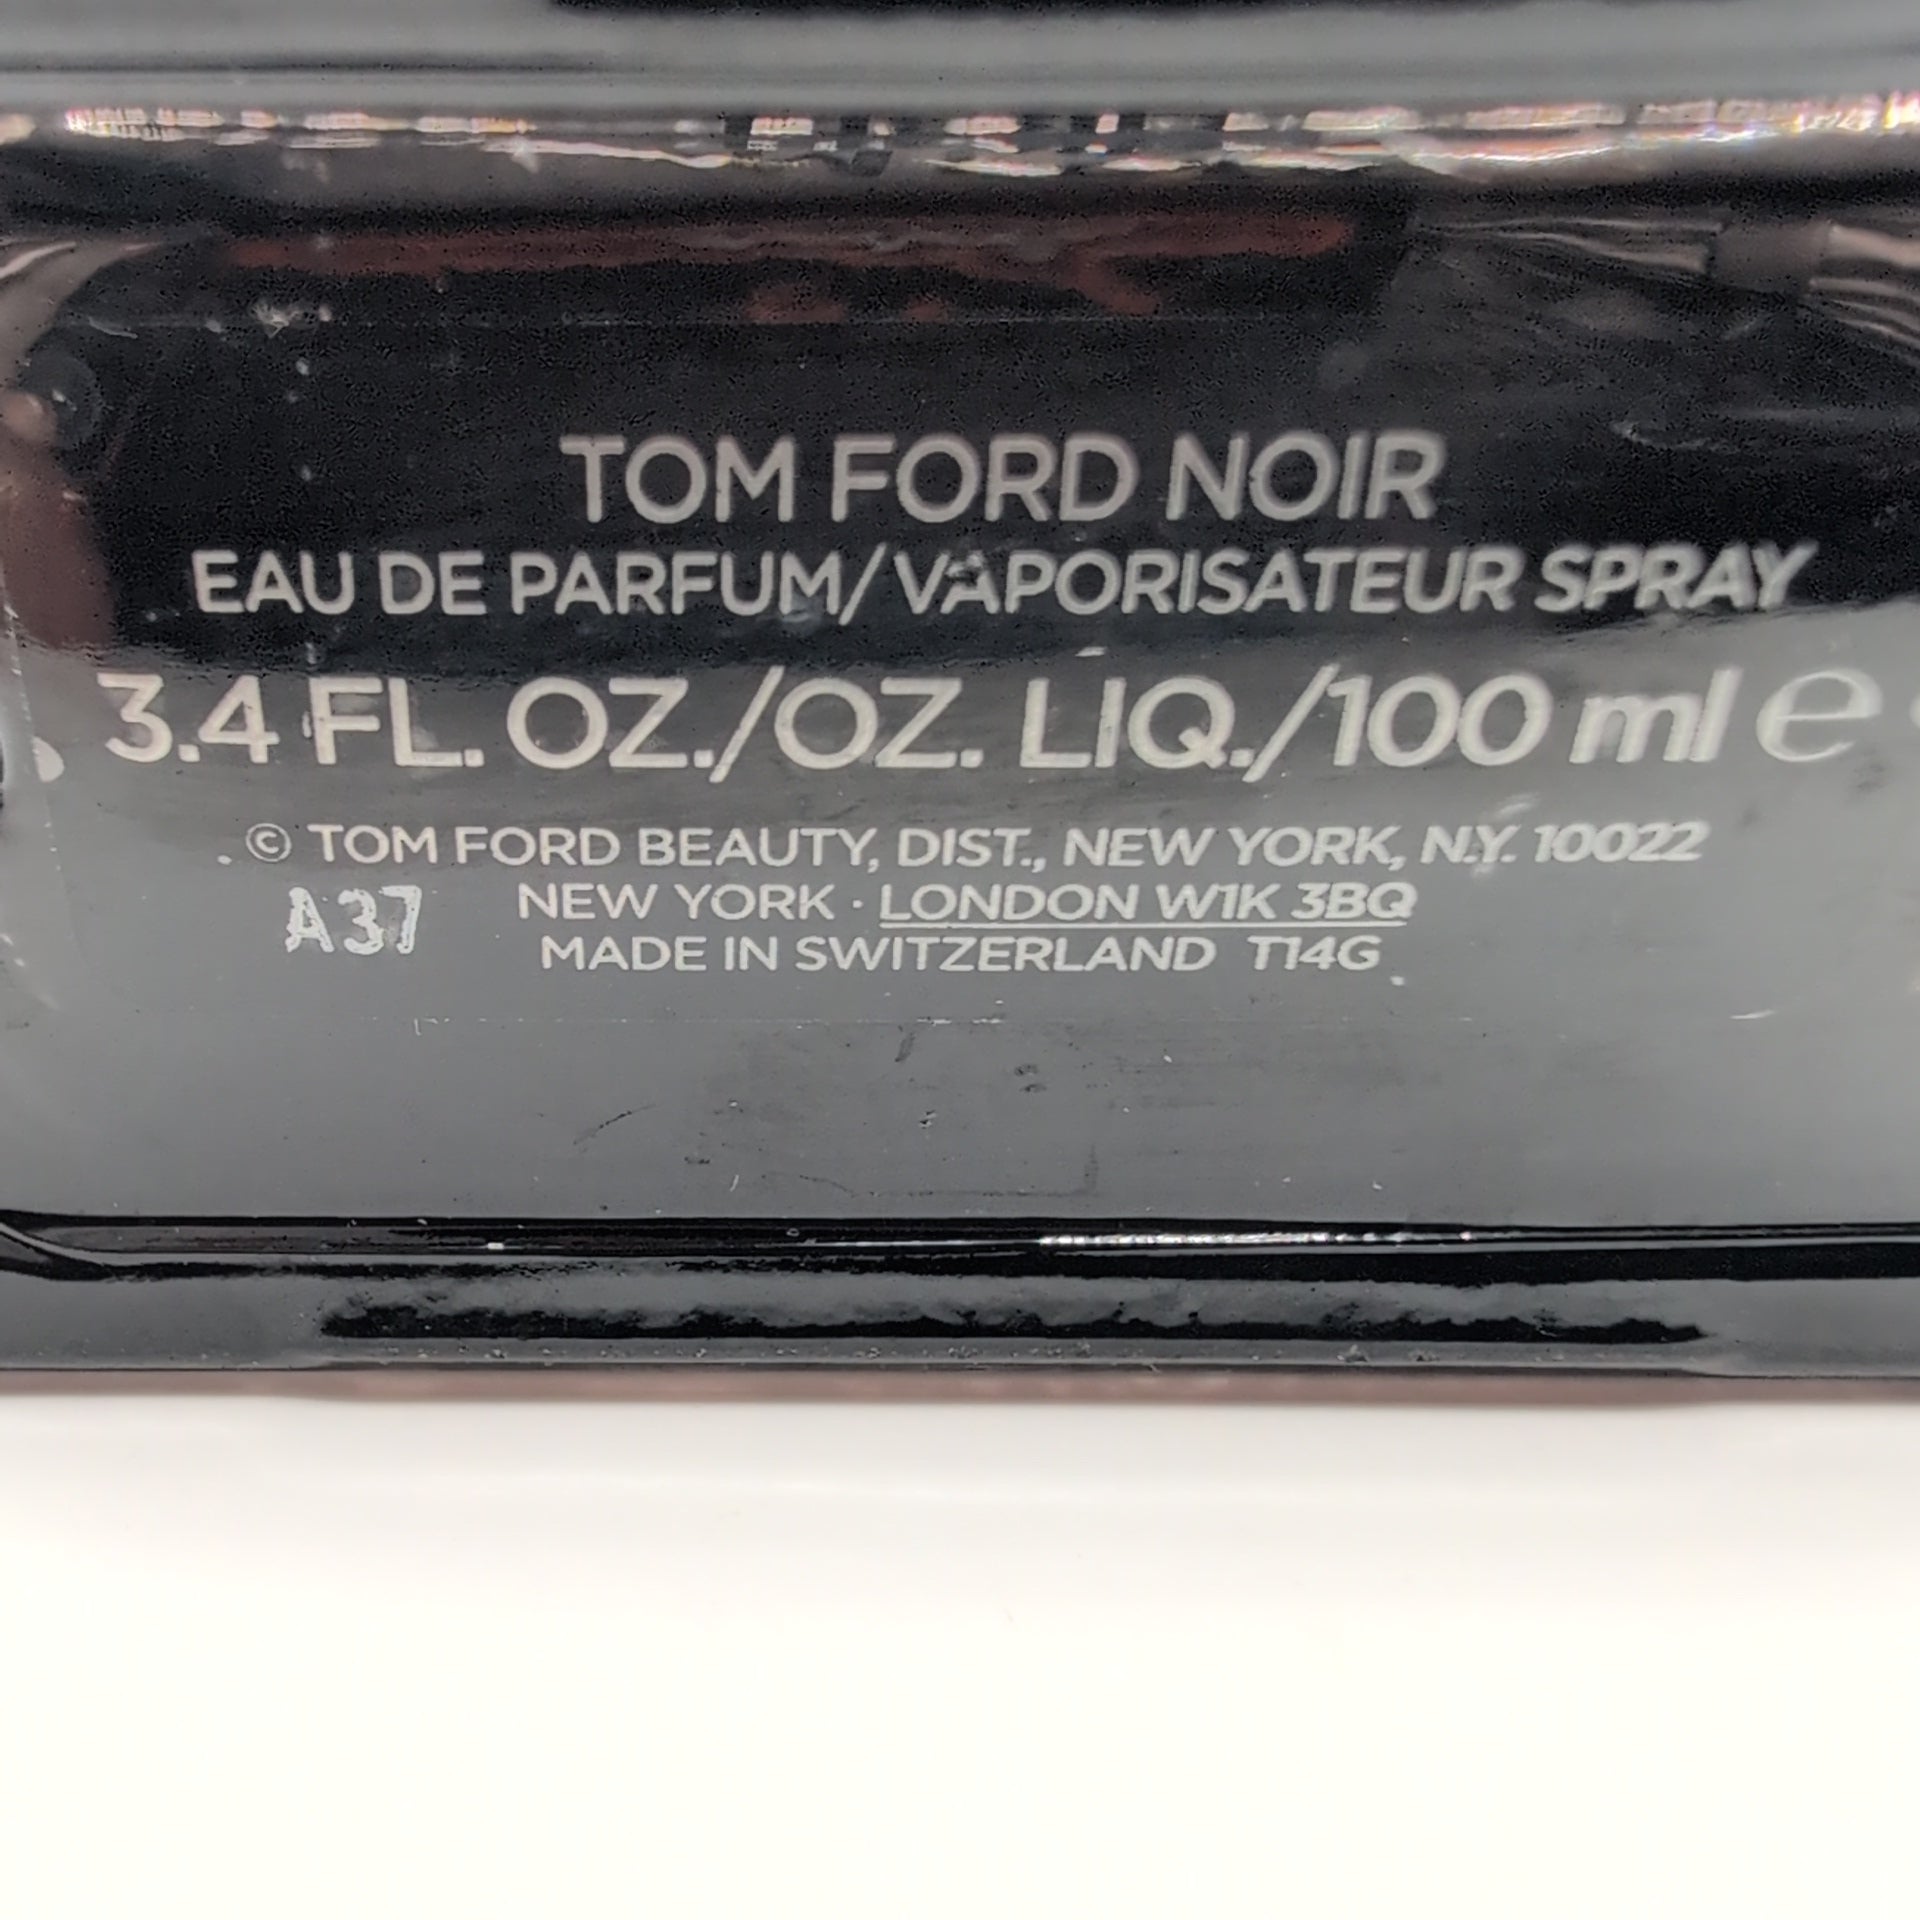 TOM FORD NOIR
EAU DE PARFUM/VAPORISATEUR SPRAY
3.4 FL. OZ./OZ. LIQ./100 ml ℮
© TOM FORD BEAUTY, DIST., NEW YORK, N.Y. 10022
NEW YORK · LONDON W1K 3BQ
A37
MADE IN SWITZERLAND T14G